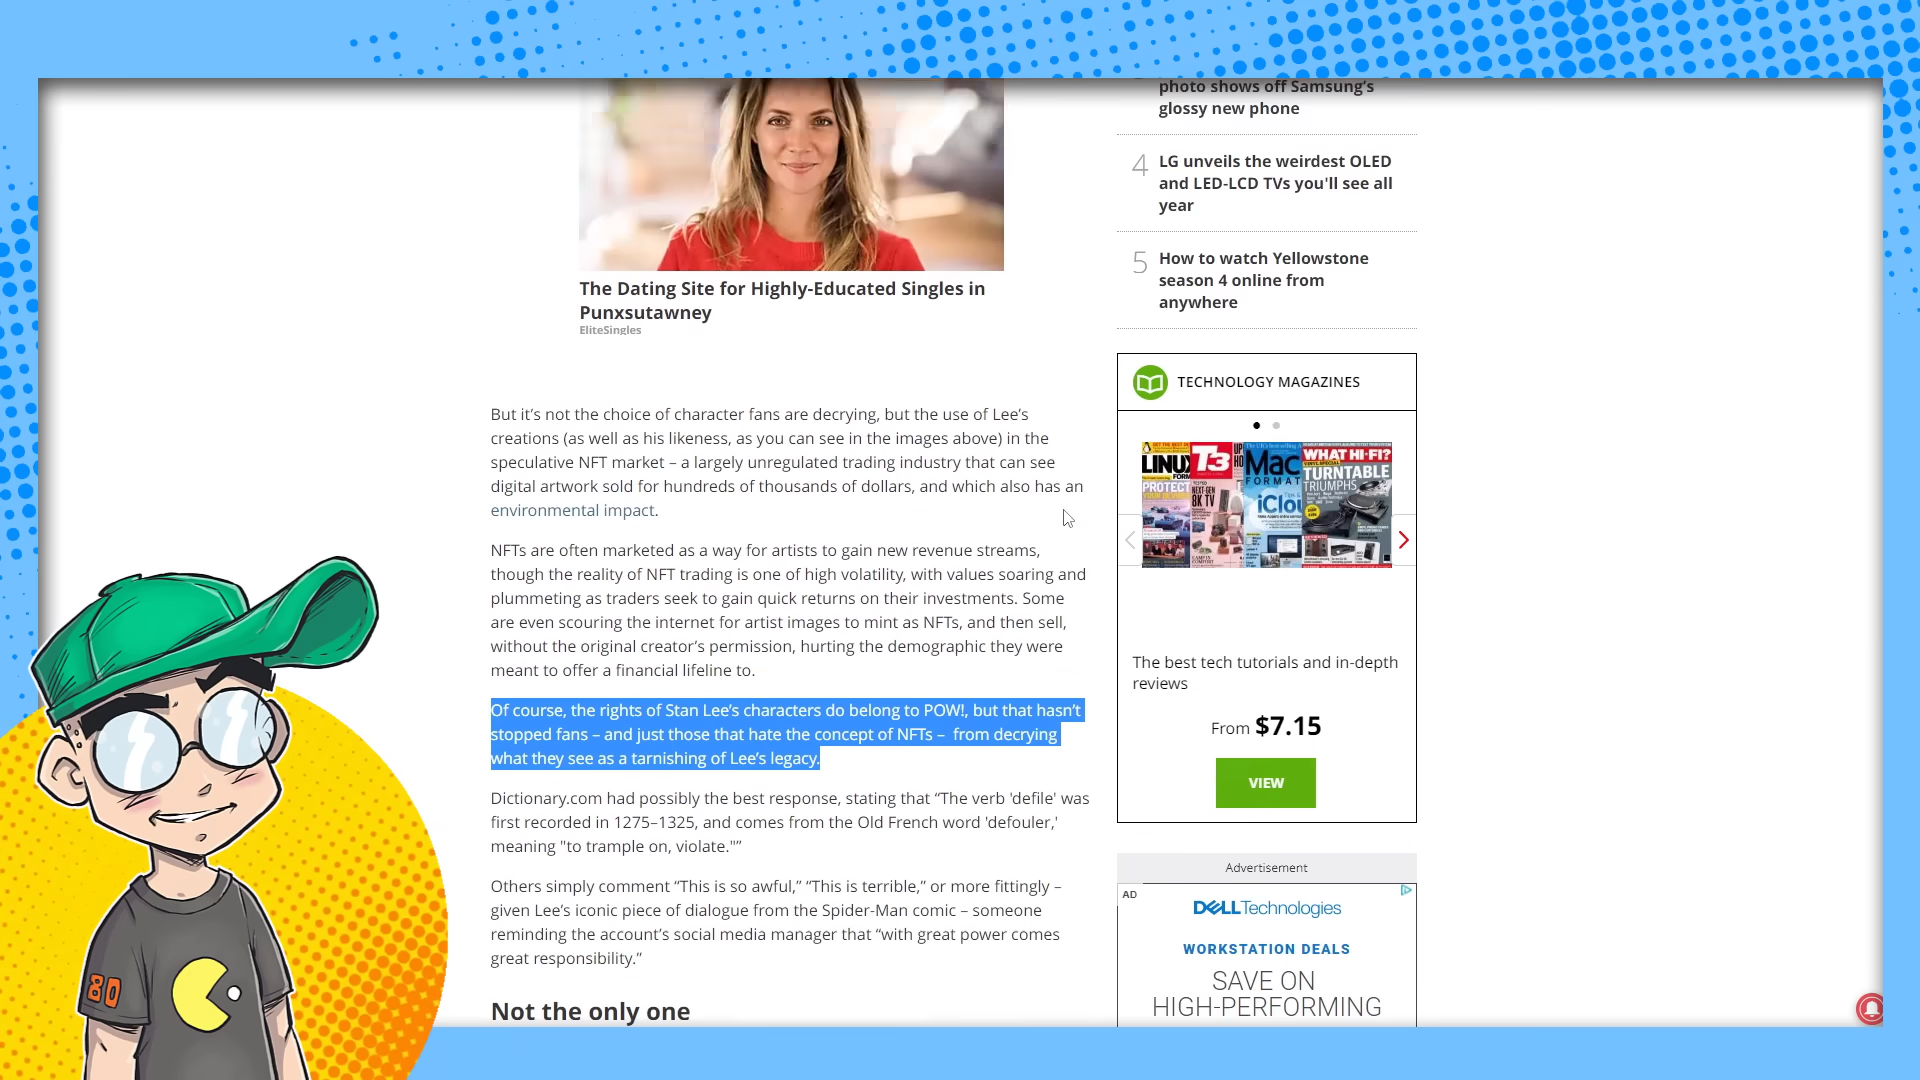 The Dating Site for Highly-Educated Singles in
Punxsutawney
EliteSingles
But it’s not the choice of character fans are decrying, but the use of Lee’s
creations (as well as his likeness, as you can see in the images above) in the
speculative NFT market – a largely unregulated trading industry that can see
digital artwork sold for hundreds of thousands of dollars, and which also has an
environmental impact.
NFTs are often marketed as a way for artists to gain new revenue streams,
though the reality of NFT trading is one of high volatility, with values soaring and
plummeting as traders seek to gain quick returns on their investments. Some
are even scouring the internet for artist images to mint as NFTs, and then sell,
without the original creator’s permission, hurting the demographic they were
meant to offer a financial lifeline to.
Of course, the rights of Stan Lee’s characters do belong to POW!, but that hasn’t
stopped fans – and just those that hate the concept of NFTs –  from decrying
what they see as a tarnishing of Lee’s legacy.
Dictionary.com had possibly the best response, stating that “The verb 'defile' was
first recorded in 1275–1325, and comes from the Old French word 'defouler,'
meaning "to trample on, violate."”
Others simply comment “This is so awful,” “This is terrible,” or more fittingly –
given Lee’s iconic piece of dialogue from the Spider-Man comic – someone
reminding the account’s social media manager that “with great power comes
great responsibility.”
Not the only one
photo shows off Samsung’s
glossy new phone
4
LG unveils the weirdest OLED
and LED-LCD TVs you'll see all
year
5
How to watch Yellowstone
season 4 online from
anywhere
TECHNOLOGY MAGAZINES
LINUX
T3
Mac
FORMAT
WHAT HI-FI?
TURNTABLE
TRIUMPHS
PROTECT
8K TV
iClou
The best tech tutorials and in-depth
reviews
From $7.15
VIEW
Advertisement
AD
DELLTechnologies
WORKSTATION DEALS
SAVE ON
HIGH-PERFORMING
80